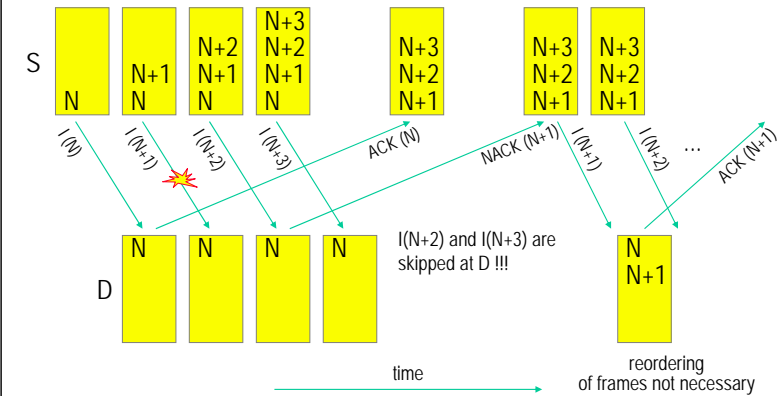 S
N
N+1
N
N+2
N+1
N
N+3
N+2
N+1
N
N+3
N+2
N+1
N+3
N+2
N+1
N+3
N+2
N+1
I (N)
I (N+1)
I (N+2)
I (N+3)
ACK (N)
NACK (N+1)
I (N+1)
I (N+2)
...
ACK (N+1)
D
N
N
N
N
I(N+2) and I(N+3) are
skipped at D !!!
N
N+1
time
reordering
of frames not necessary